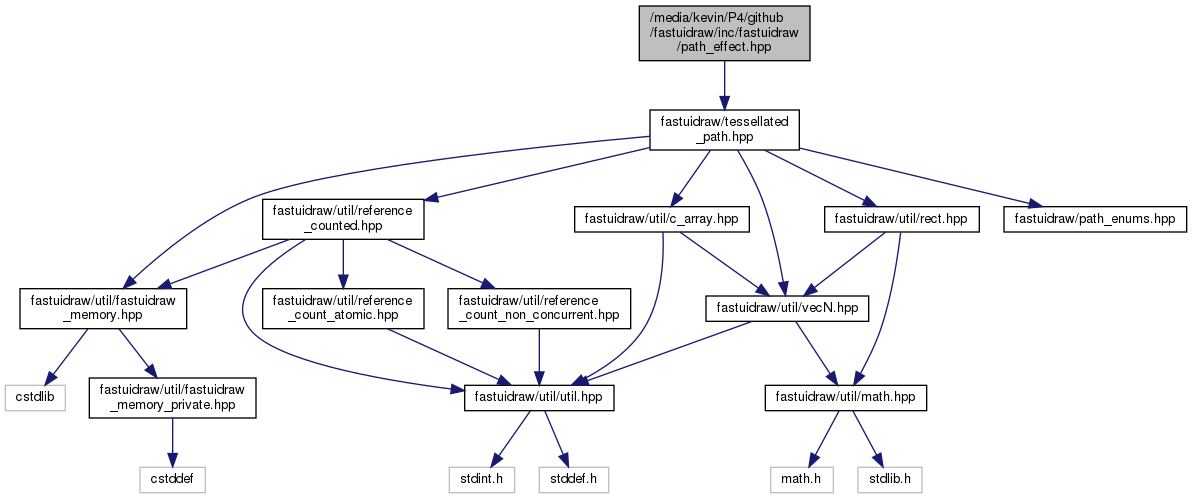 /media/kevin/P4/github
/fastuidraw/inc/fastuidraw
/path_effect.hpp
fastuidraw/tessellated
_path.hpp
fastuidraw/util/reference
_counted.hpp
fastuidraw/util/c_array.hpp
fastuidraw/util/rect.hpp
fastuidraw/path_enums.hpp
fastuidraw/util/fastuidraw
_memory.hpp
fastuidraw/util/reference
_count_atomic.hpp
fastuidraw/util/reference
_count_non_concurrent.hpp
fastuidraw/util/vecN.hpp
cstdlib
fastuidraw/util/fastuidraw
_memory_private.hpp
fastuidraw/util/util.hpp
fastuidraw/util/math.hpp
cstddef
stdint.h
stddef.h
math.h
stdlib.h